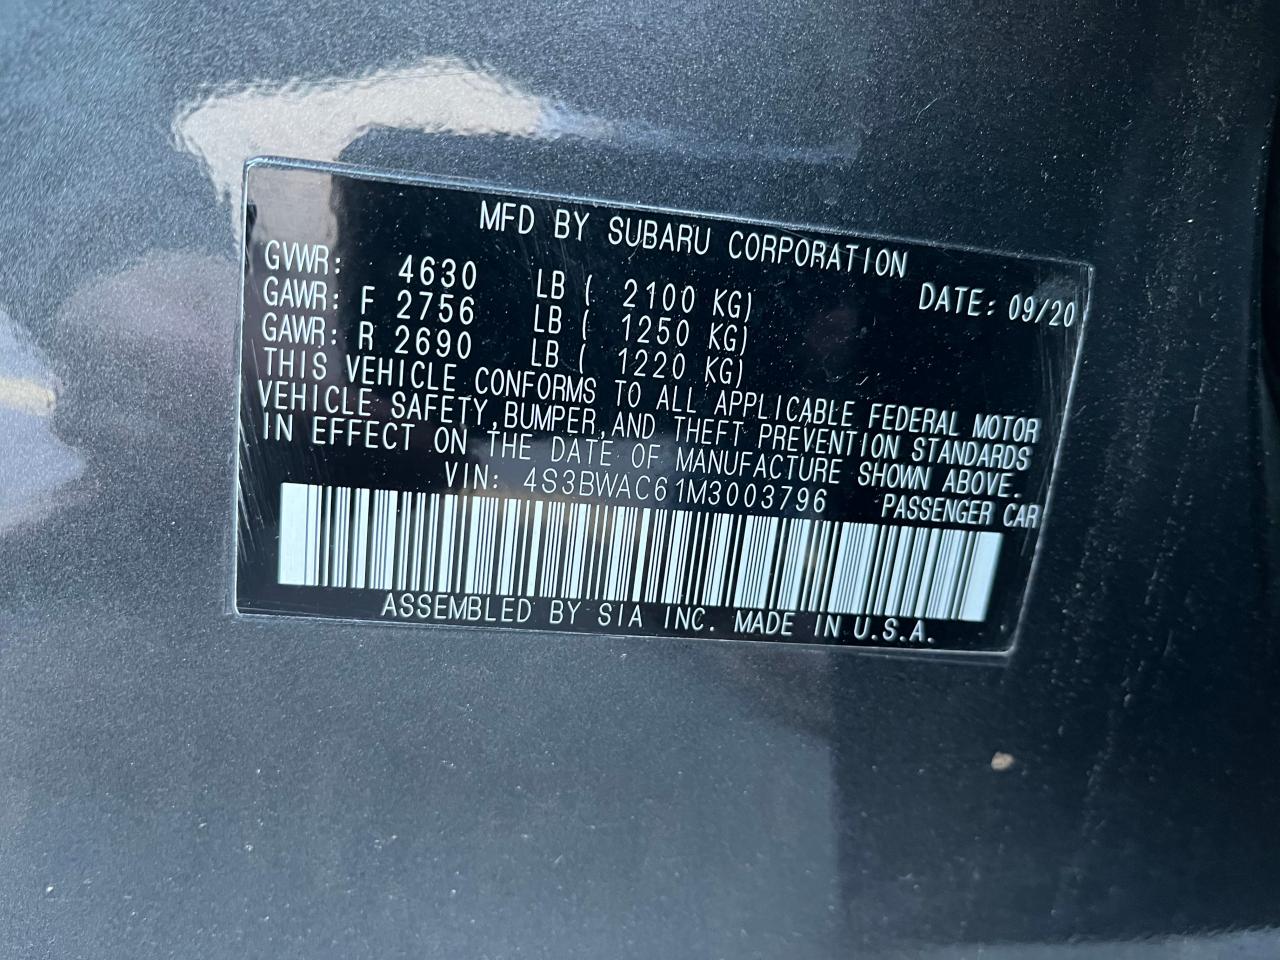 MFD BY SUBARU CORPORATION
GVWR: 4630 LB ( 2100 KG) DATE: 09/20
GAWR: F 2756 LB ( 1250 KG)
GAWR: R 2690 LB ( 1220 KG)
THIS VEHICLE CONFORMS TO ALL APPLICABLE FEDERAL MOTOR
VEHICLE SAFETY,BUMPER,AND THEFT PREVENTION STANDARDS
IN EFFECT ON THE DATE OF MANUFACTURE SHOWN ABOVE.
VIN: 4S3BWAC61M3003796 PASSENGER CAR
ASSEMBLED BY SIA INC. MADE IN U.S.A.